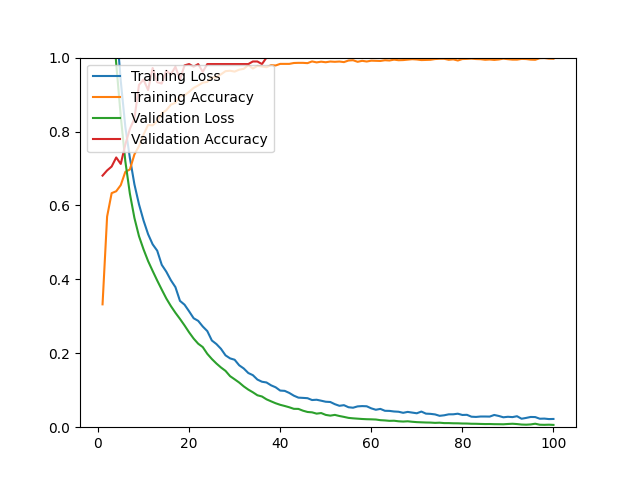 1.0
0.8
0.6
0.4
0.2
0.0
Training Loss
Training Accuracy
Validation Loss
Validation Accuracy
0 20 40 60 80 100